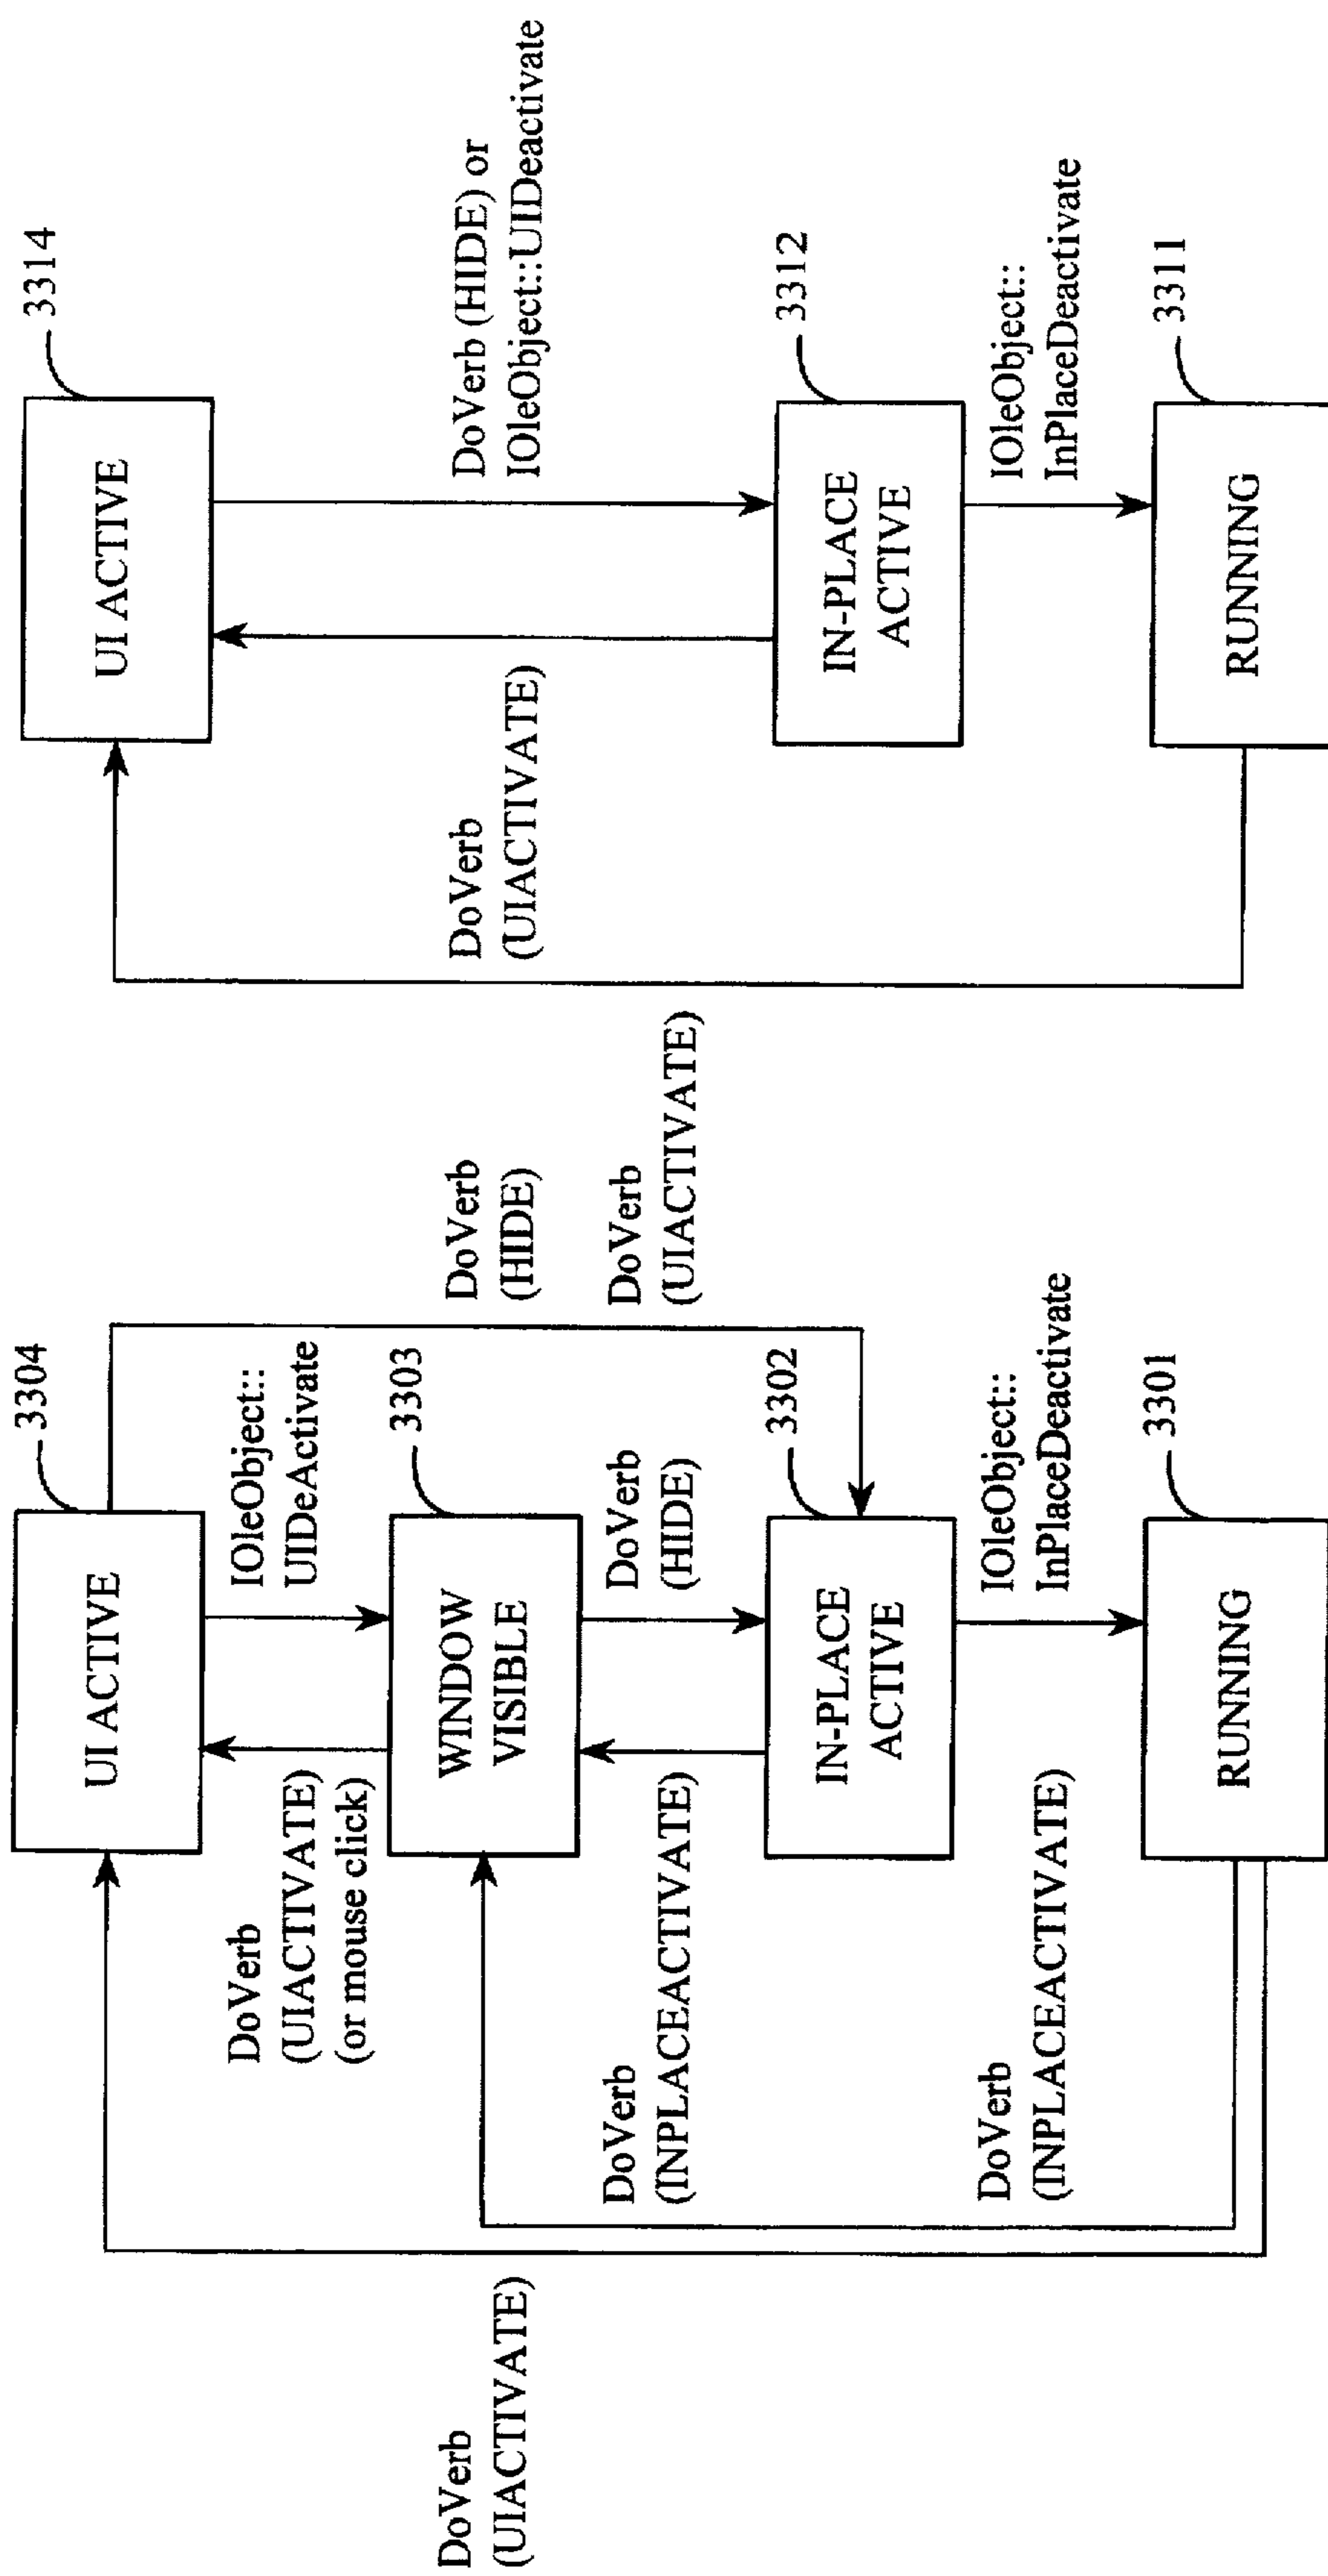 3304
UI ACTIVE
IOleObject::
UIDeActivate
DoVerb
(UIACTIVATE)
(or mouse click)
3303
WINDOW
VISIBLE
DoVerb
(UIACTIVATE)
DoVerb
(HIDE)
DoVerb
(HIDE)
DoVerb
(INPLACEACTIVATE)
3302
IN-PLACE
ACTIVE
IOleObject::
InPlaceDeactivate
DoVerb
(INPLACEACTIVATE)
3301
RUNNING
3314
UI ACTIVE
DoVerb (HIDE) or
IOleObject::UIDeactivate
DoVerb
(UIACTIVATE)
DoVerb
(UIACTIVATE)
3312
IN-PLACE
ACTIVE
IOleObject::
InPlaceDeactivate
3311
RUNNING